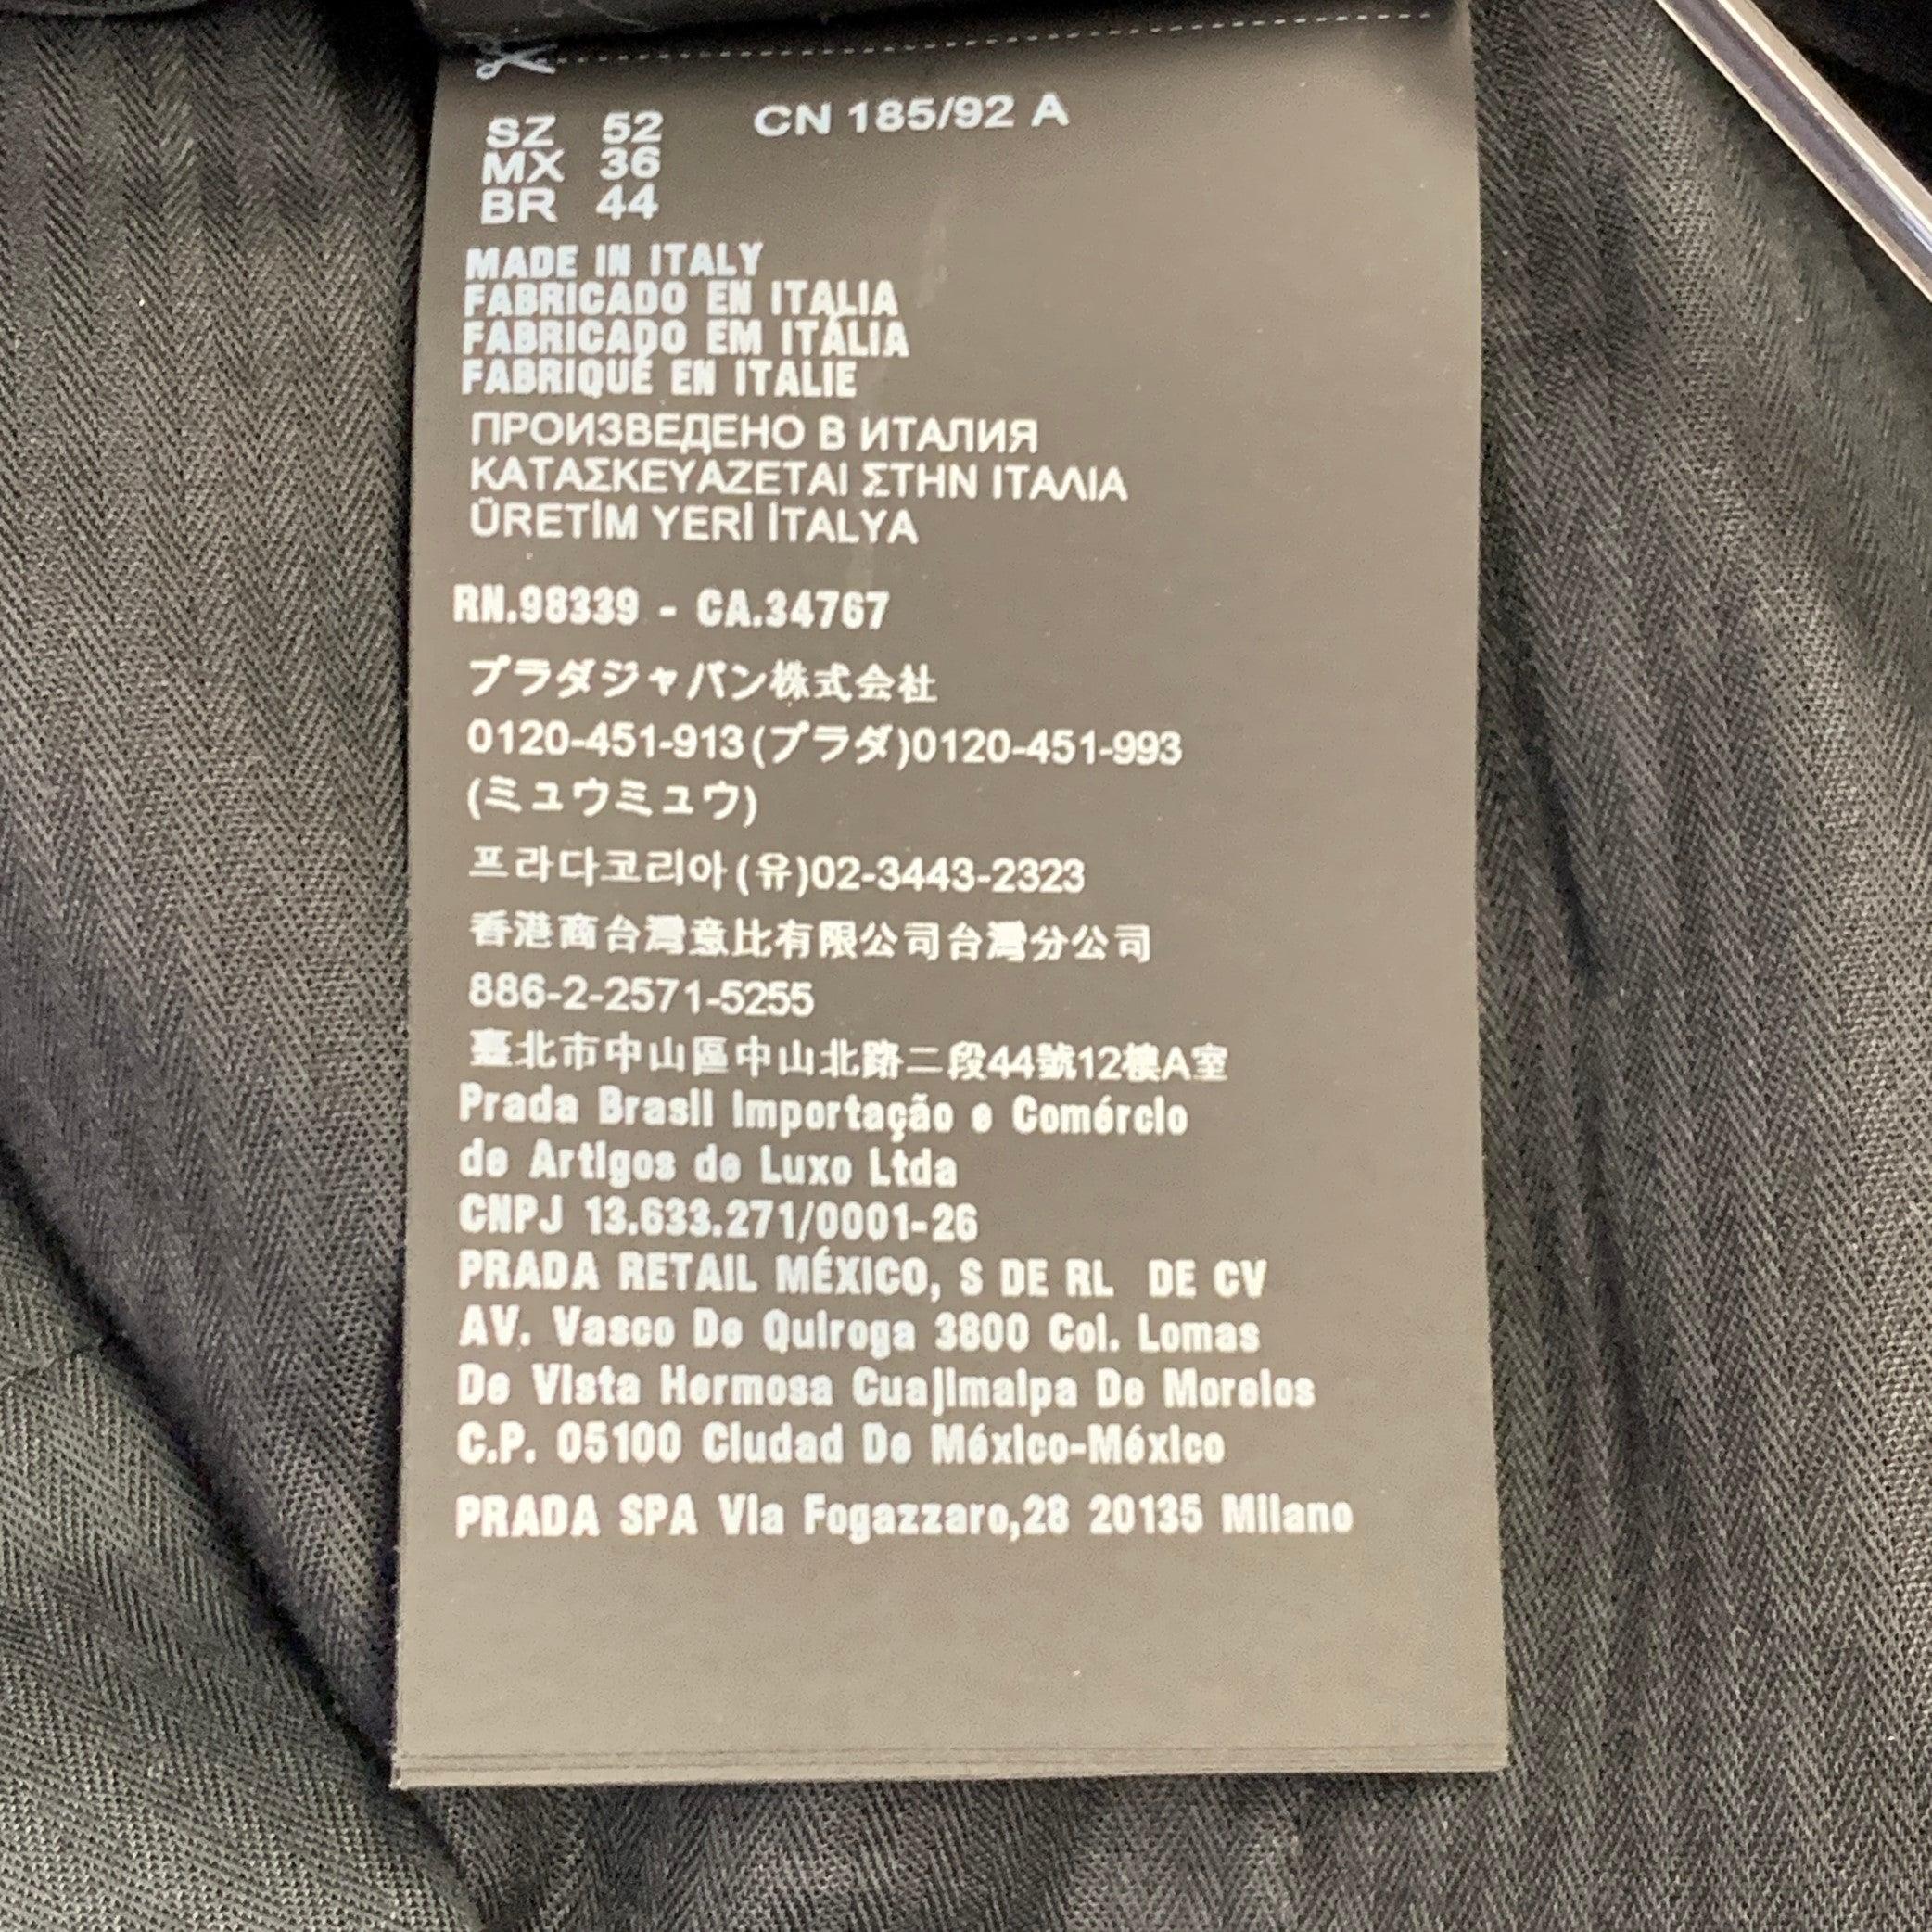 SZ 52 CN 185/92 A
MX 36
BR 44
MADE IN ITALY
FABRICADO EN ITALIA
FABRICADO EM ITÁLIA
FABRIQUÉ EN ITALIE
ПРОИЗВЕДЕНО В ИТАЛИЯ
ΚΑΤΑΣΚΕΥΑΖΕΤΑΙ ΣΤΗΝ ΙΤΑΛΙΑ
ÜRETİM YERİ İTALYA
RN.98339 - CA.34767
プラダジャパン株式会社
0120-451-913(プラダ)0120-451-993
(ミュウミュウ)
프라다코리아(유)02-3443-2323
香港商台灣意比有限公司台灣分公司
886-2-2571-5255
臺北市中山區中山北路二段44號12樓A室
Prada Brasil Importação e Comércio
de Artigos de Luxo Ltda
CNPJ 13.633.271/0001-26
PRADA RETAIL MÉXICO, S DE RL DE CV
AV. Vasco De Quiroga 3800 Col. Lomas
De Vista Hermosa Cuajimalpa De Morelos
C.P. 05100 Ciudad De México-México
PRADA SPA Via Fogazzaro,28 20135 Milano